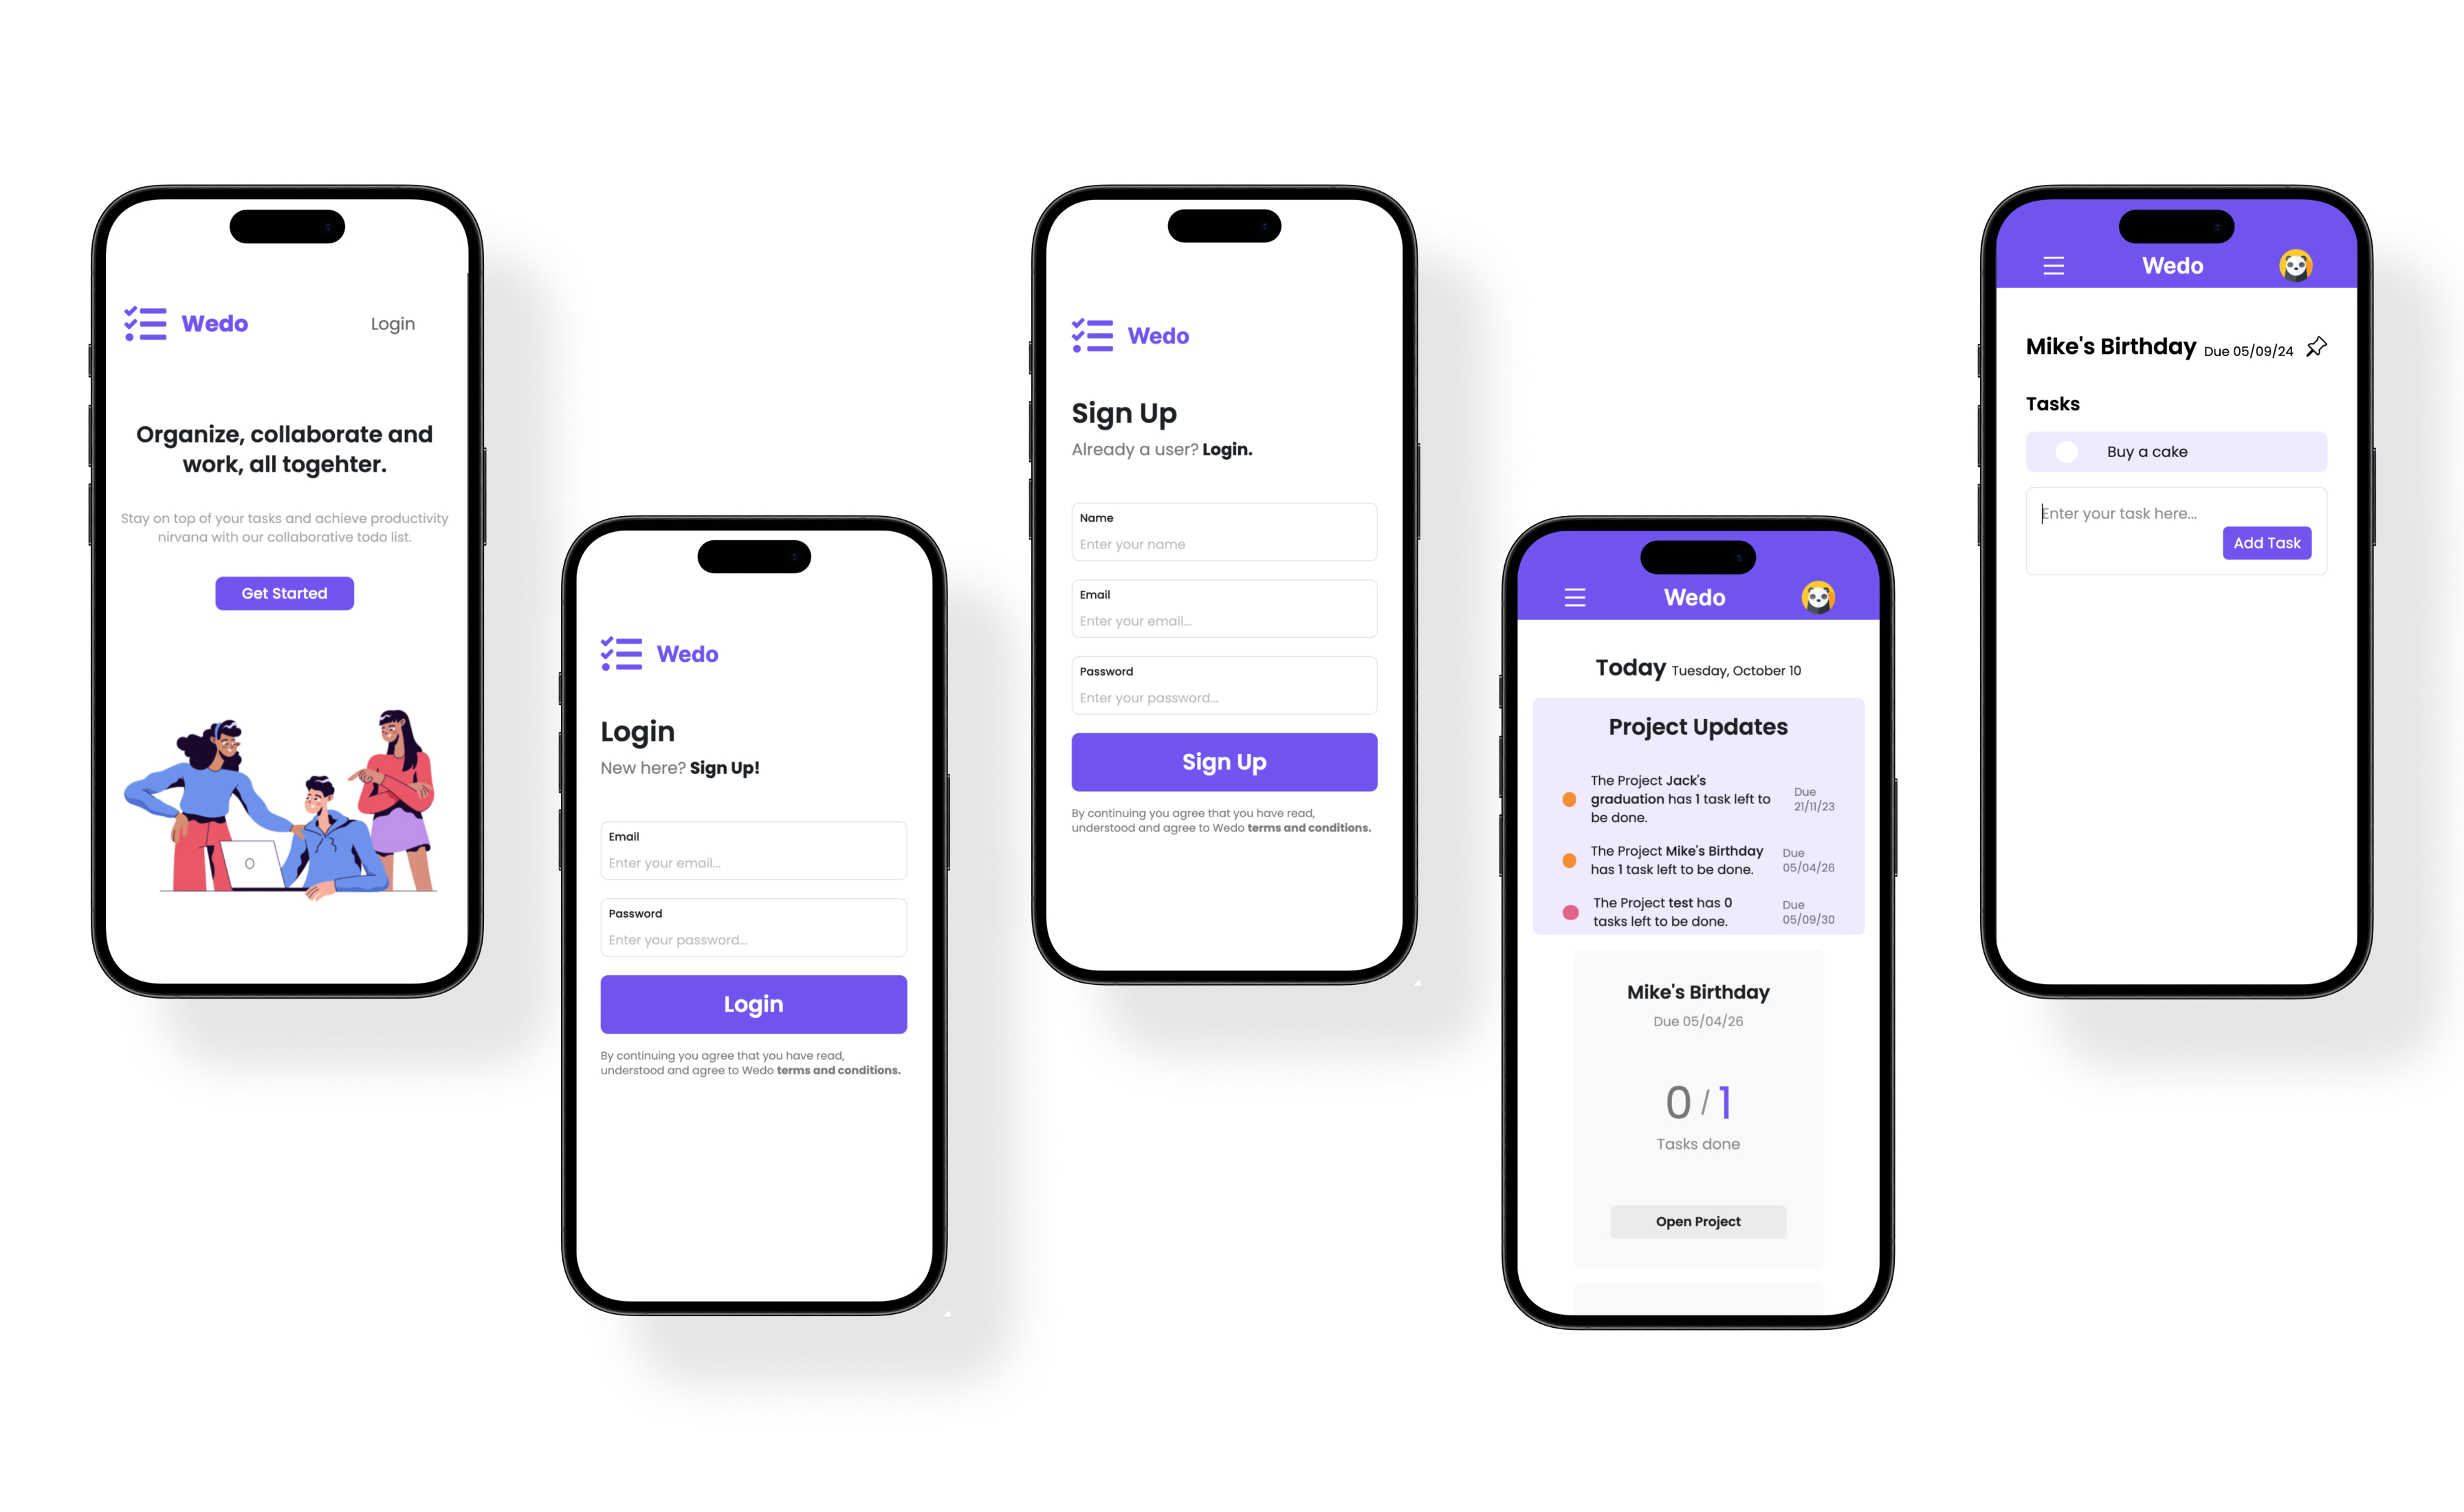 Wedo
Login
Organize, collaborate and
work, all togehter.
Stay on top of your tasks and achieve productivity
nirvana with our collaborative todo list.
Get Started
Wedo
Login
New here? Sign Up!
Email
Enter your email...
Password
Enter your password...
Login
By continuing you agree that you have read,
understood and agree to Wedo terms and conditions.
Wedo
Sign Up
Already a user? Login.
Name
Enter your name
Email
Enter your email...
Password
Enter your password...
Sign Up
By continuing you agree that you have read,
understood and agree to Wedo terms and conditions.
Wedo
Today Tuesday, October 10
Project Updates
The Project Jack's
graduation has 1 task left to
be done.
Due
21/11/23
The Project Mike's Birthday
has 1 task left to be done.
Due
05/04/26
The Project test has 0
tasks left to be done.
Due
05/09/30
Mike's Birthday
Due 05/04/26
0 / 1
Tasks done
Open Project
Wedo
Mike's Birthday Due 05/09/24
Tasks
Buy a cake
Enter your task here...
Add Task